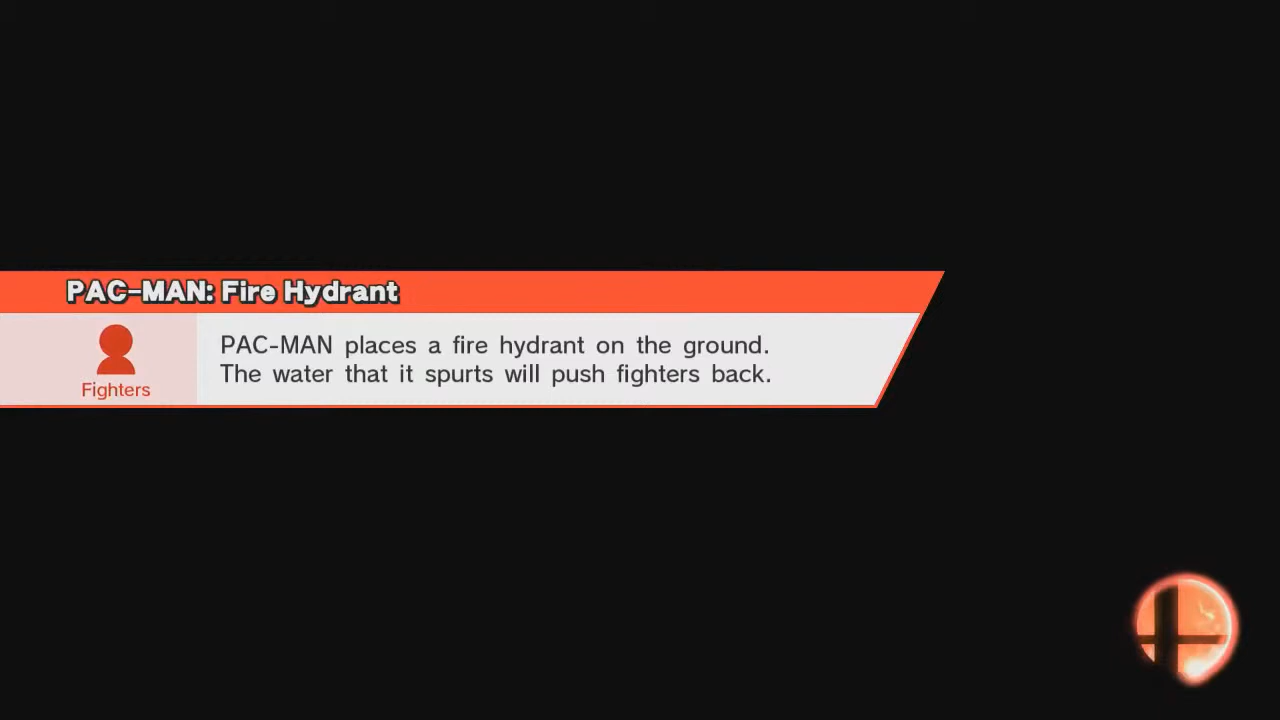 PAC-MAN: Fire Hydrant
Fighters
PAC-MAN places a fire hydrant on the ground.
The water that it spurts will push fighters back.